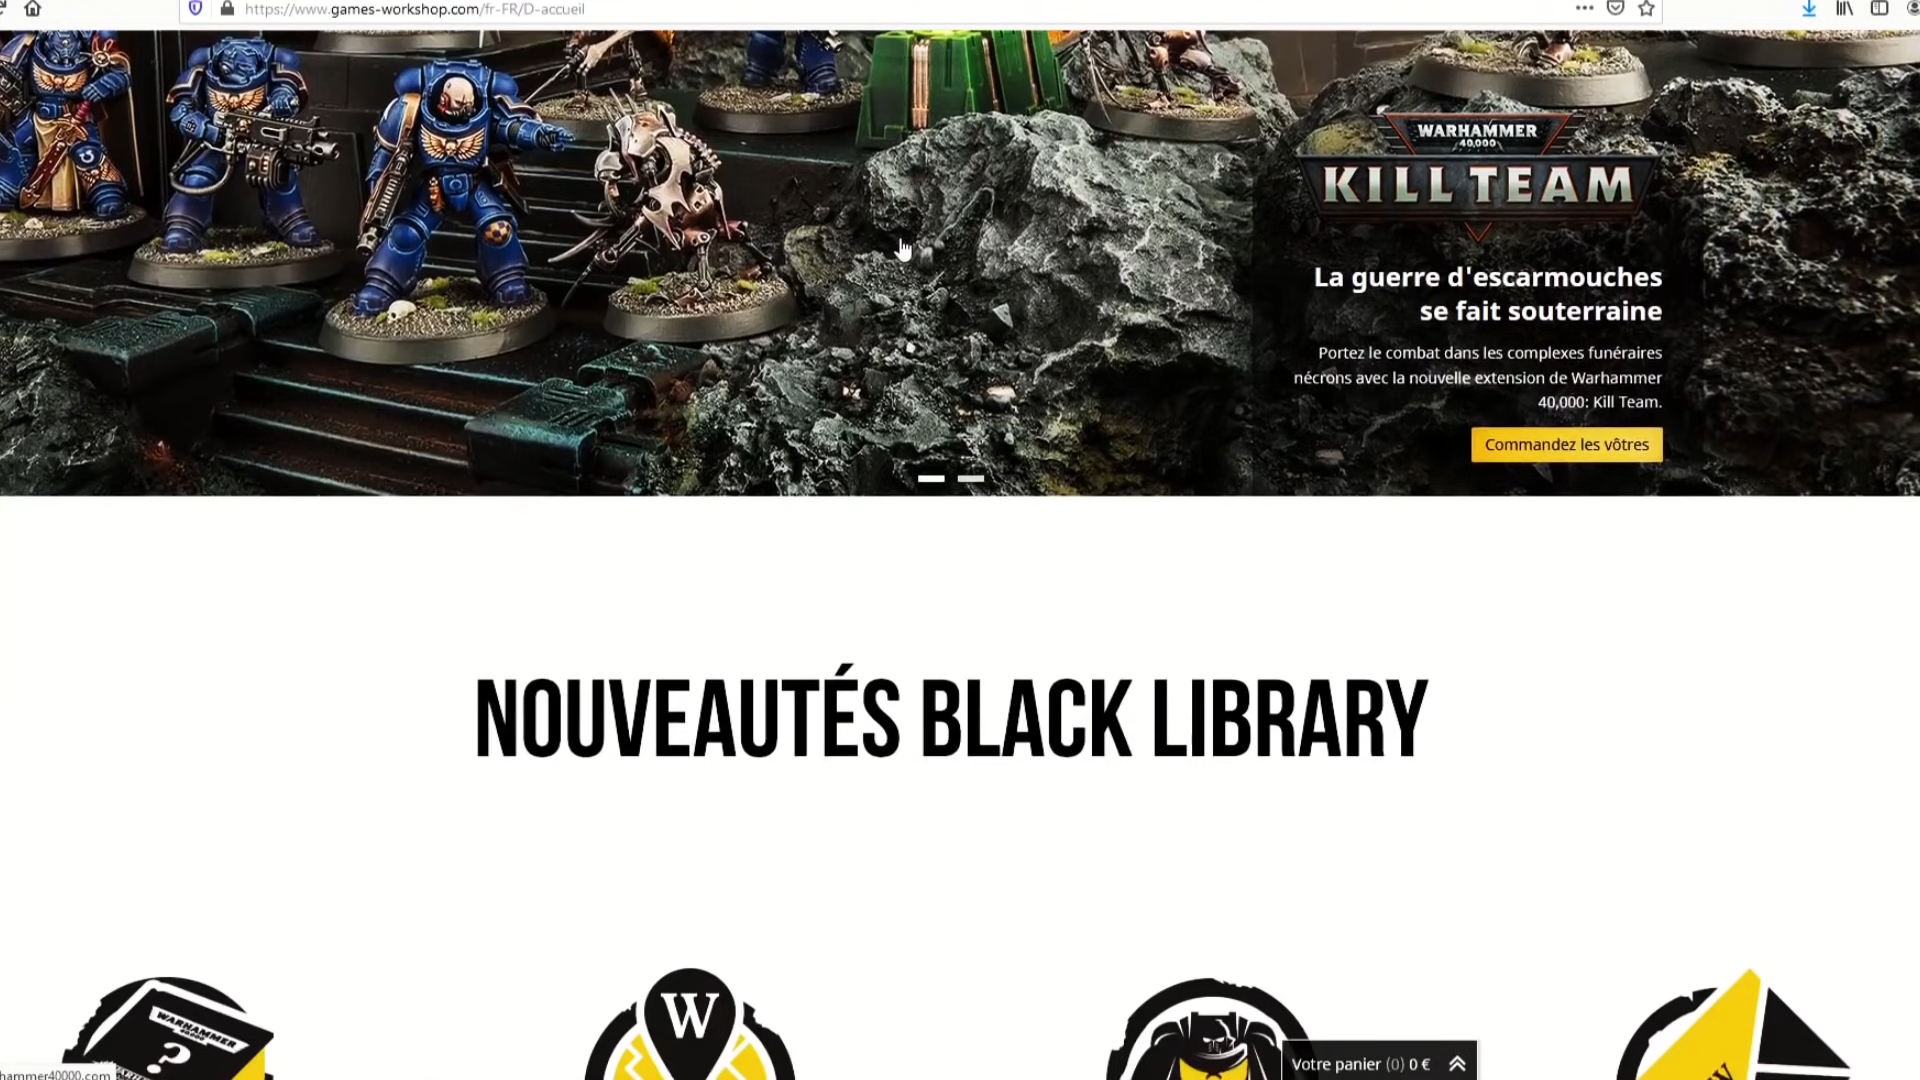 https://www.games-workshop.com/fr-FR/D-accueil
WARHAMMER
40,000
KILL TEAM
La guerre d'escarmouches
se fait souterraine
Portez le combat dans les complexes funéraires
nécrons avec la nouvelle extension de Warhammer
40,000: Kill Team.
Commandez les vôtres
NOUVEAUTÉS BLACK LIBRARY
WARHAMMER
40000
?
W
W
Votre panier (0) 0 €
hammer40000.com